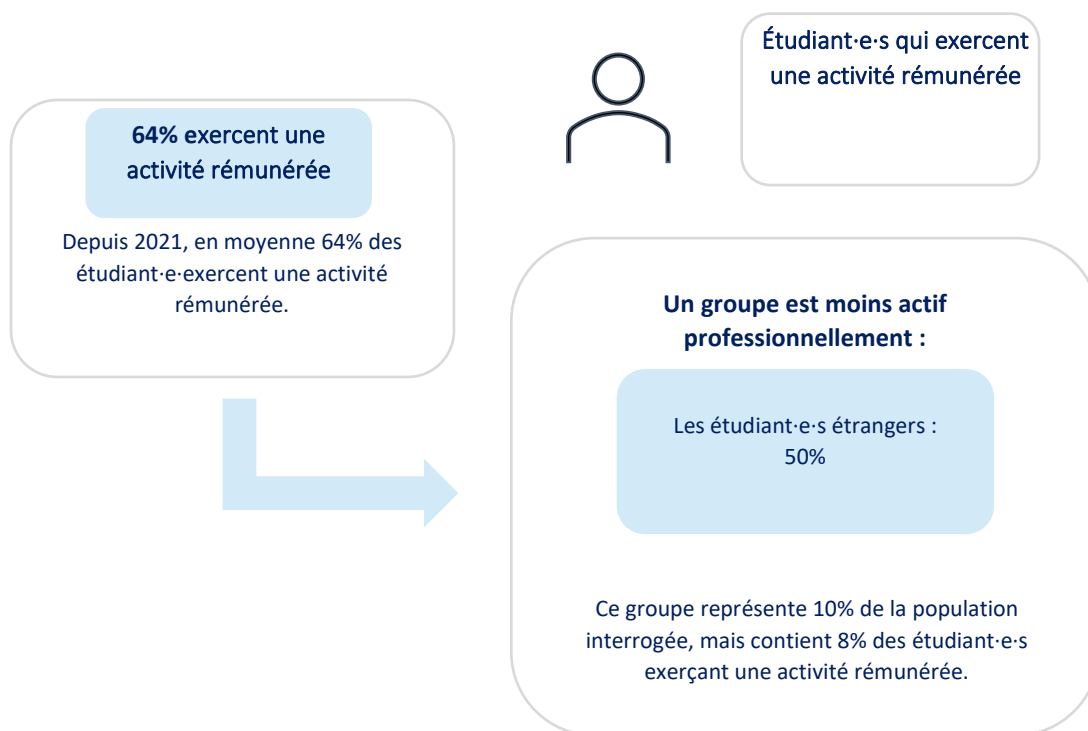 Étudiant·e·s qui exercent
une activité rémunérée
64% exercent une
activité rémunérée
Depuis 2021, en moyenne 64% des
étudiant·e·exercent une activité
rémunérée.
Un groupe est moins actif
professionnellement :
Les étudiant·e·s étrangers :
50%
Ce groupe représente 10% de la population
interrogée, mais contient 8% des étudiant·e·s
exerçant une activité rémunérée.